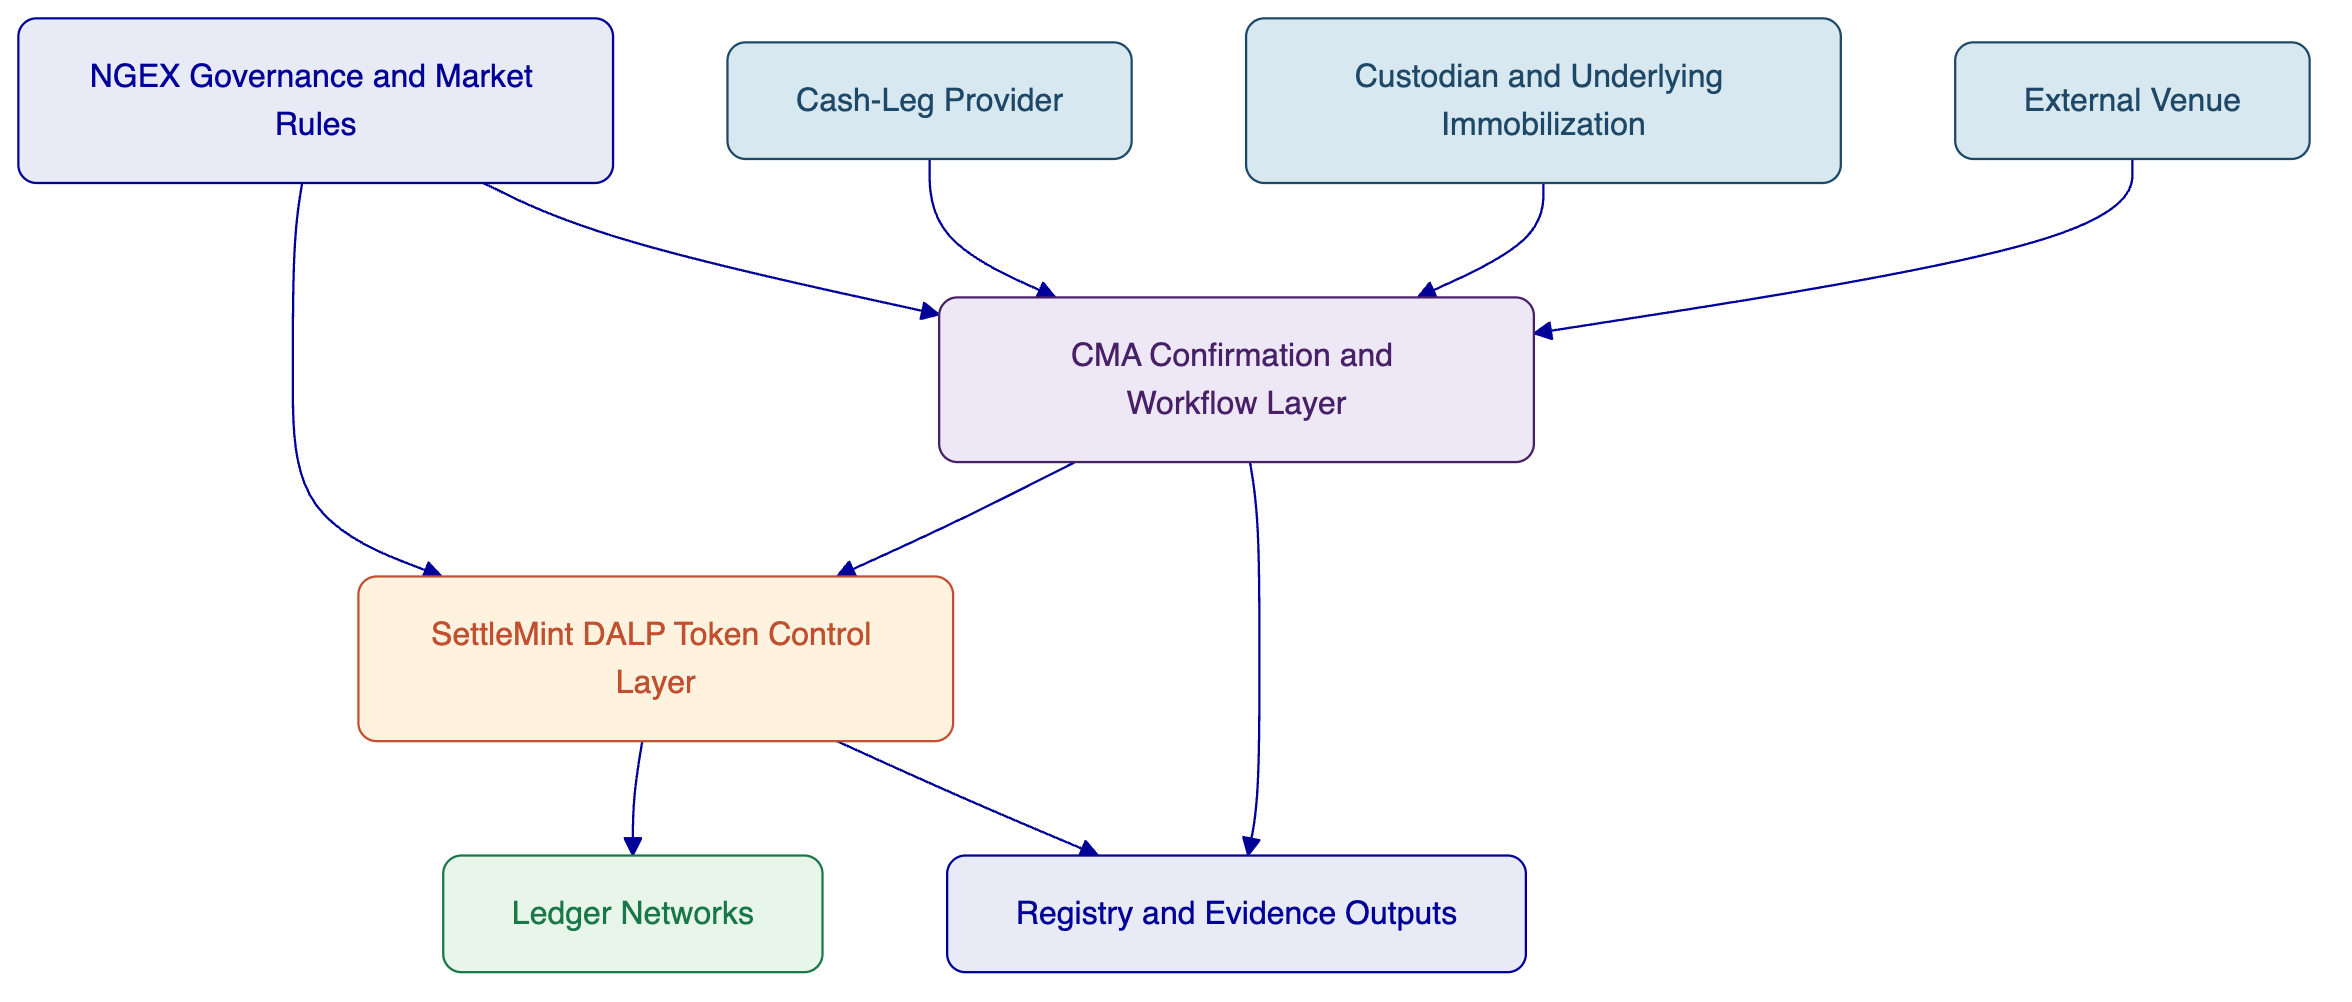 NGEX Governance and Market
Rules
Cash-Leg Provider
Custodian and Underlying
Immobilization
External Venue
CMA Confirmation and
Workflow Layer
SettleMint DALP Token Control
Layer
Ledger Networks
Registry and Evidence Outputs